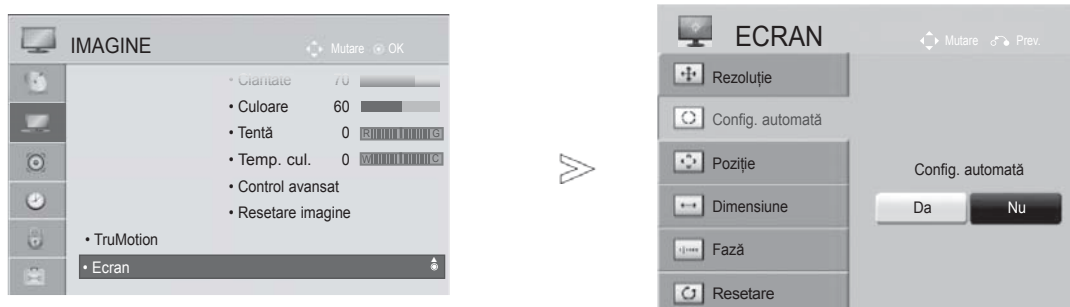 IMAGINE
Mutare OK
• Claritate 70
• Culoare 60
• Tentă 0 R G
• Temp. cul. 0 W C
• Control avansat
• Resetare imagine
• TruMotion
• Ecran
ECRAN
Mutare Prev.
Rezoluție
Config. automată
Poziție
Dimensiune
Fază
Resetare
Config. automată
Da Nu